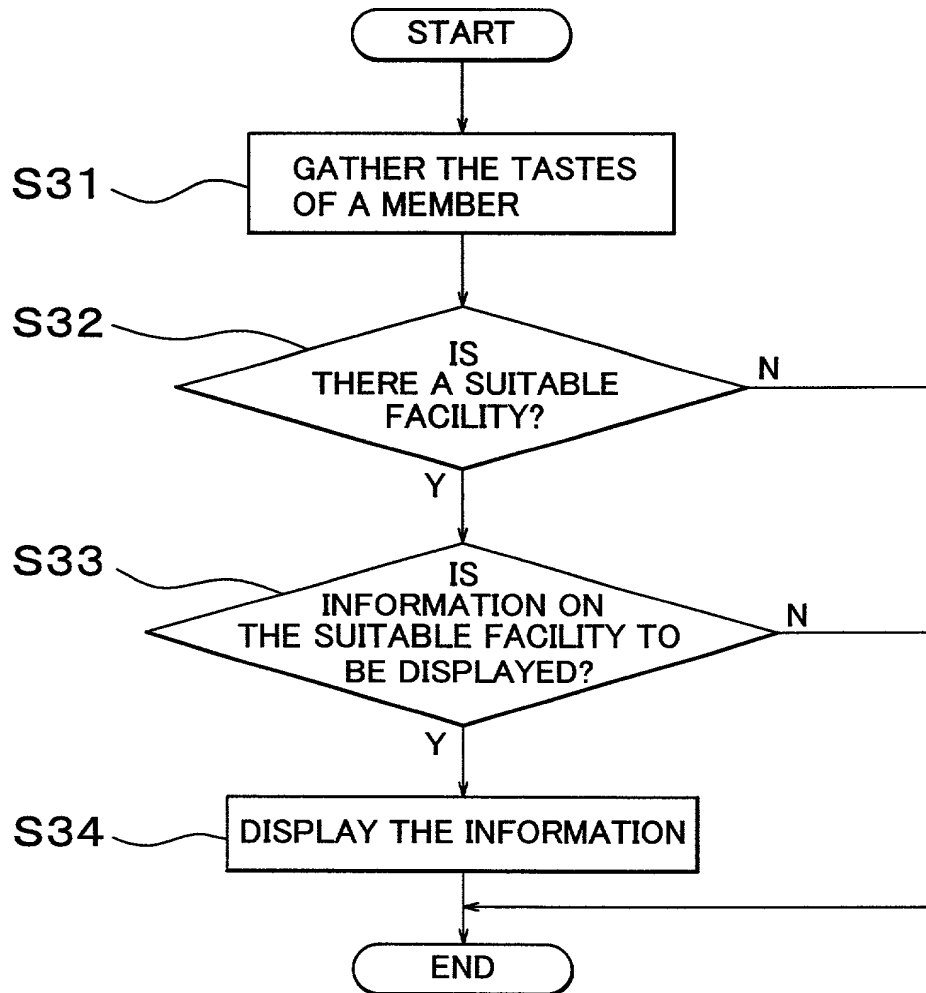 START
S31
GATHER THE TASTES
OF A MEMBER
S32
IS
THERE A SUITABLE
FACILITY?
N
Y
S33
IS
INFORMATION ON
THE SUITABLE FACILITY TO
BE DISPLAYED?
N
Y
S34
DISPLAY THE INFORMATION
END